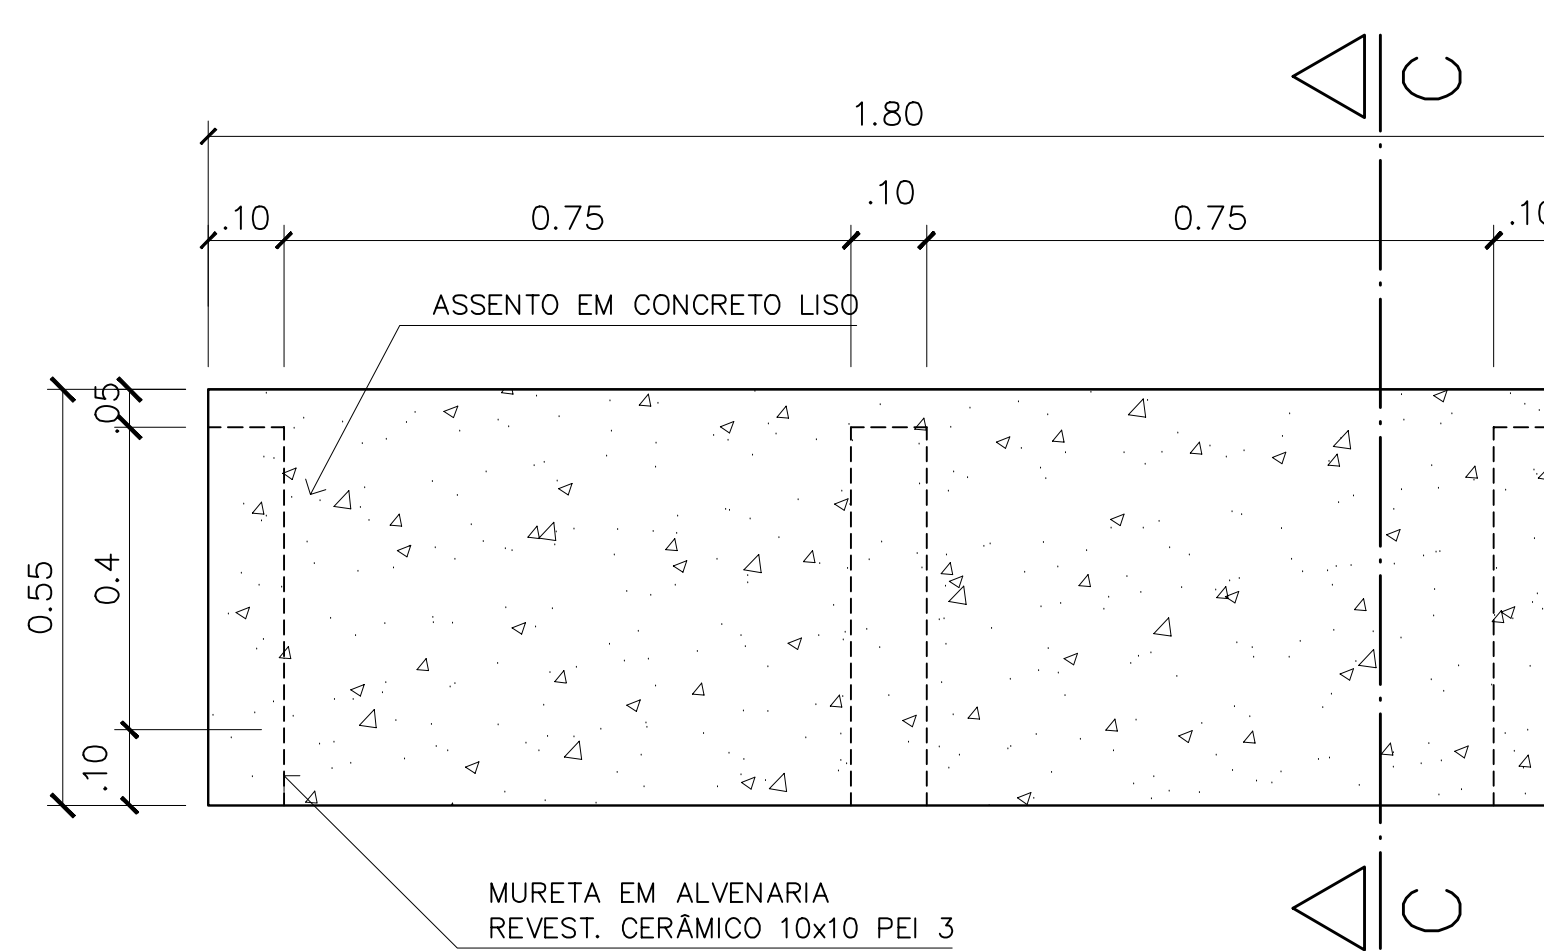 C
1.80
.10
.10 0.75 0.75
ASSENTO EM CONCRETO LISO
.05
0.4
0.55
.10
MURETA EM ALVENARIA
REVEST. CERÂMICO 10x10 PEI 3
C